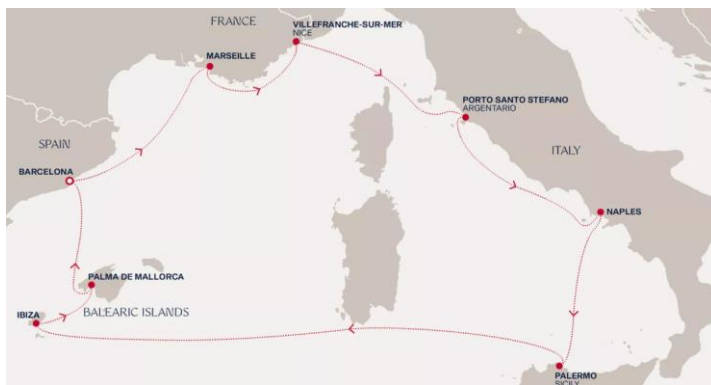 FRANCE
VILLEFRANCHE-SUR-MER
NICE
MARSEILLE
PORTO SANTO STEFANO
ARGENTARIO
SPAIN
ITALY
BARCELONA
NAPLES
PALMA DE MALLORCA
IBIZA
BALEARIC ISLANDS
PALERMO
SICILY